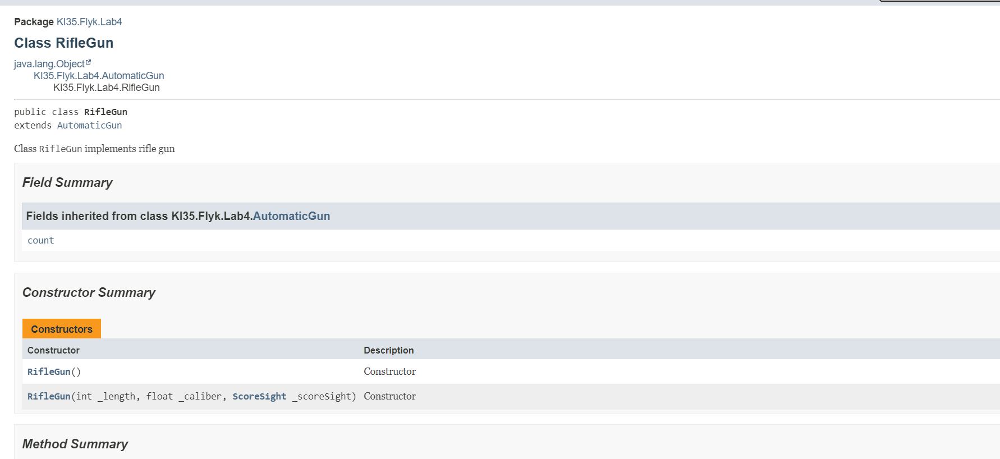 Package KI35.Flyk.Lab4
Class RifleGun
java.lang.Object
KI35.Flyk.Lab4.AutomaticGun
KI35.Flyk.Lab4.RifleGun
public class RifleGun
extends AutomaticGun
Class RifleGun implements rifle gun
Field Summary
Fields inherited from class KI35.Flyk.Lab4.AutomaticGun
count
Constructor Summary
Constructors
Constructor Description
RifleGun() Constructor
RifleGun(int _length, float _caliber, ScoreSight _scoreSight) Constructor
Method Summary